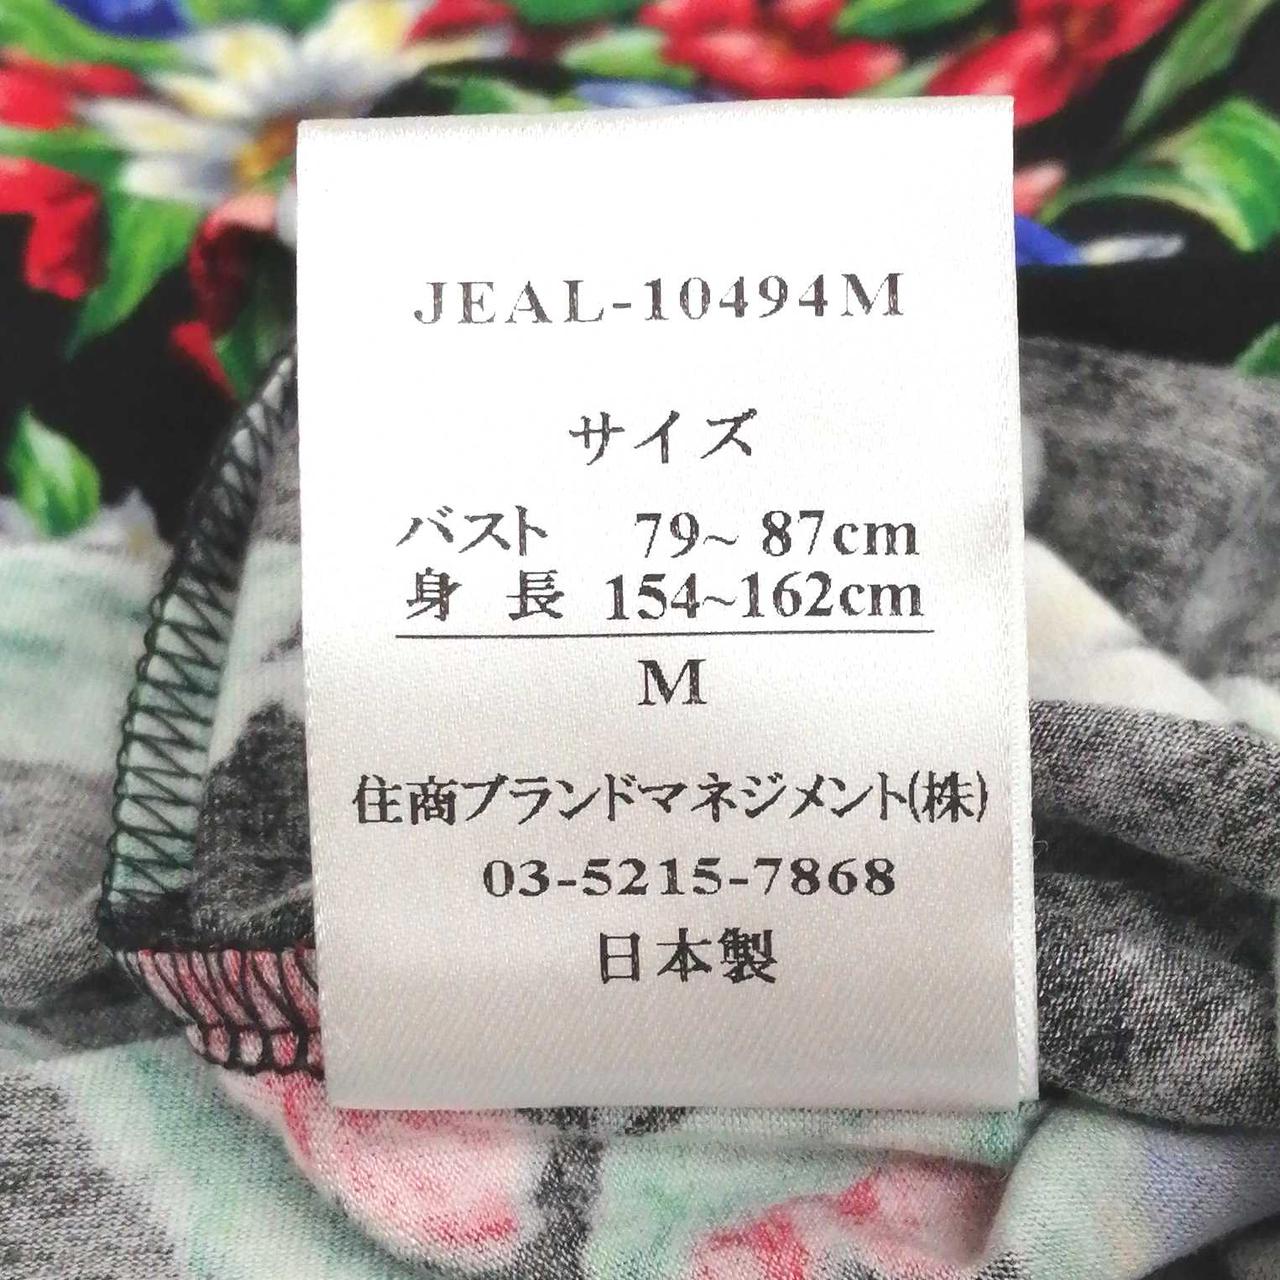 JEAL-10494M
サイズ
バスト 79~ 87cm
身 長 154~162cm
M
住商ブランドマネジメント(株)
03-5215-7868
日本製